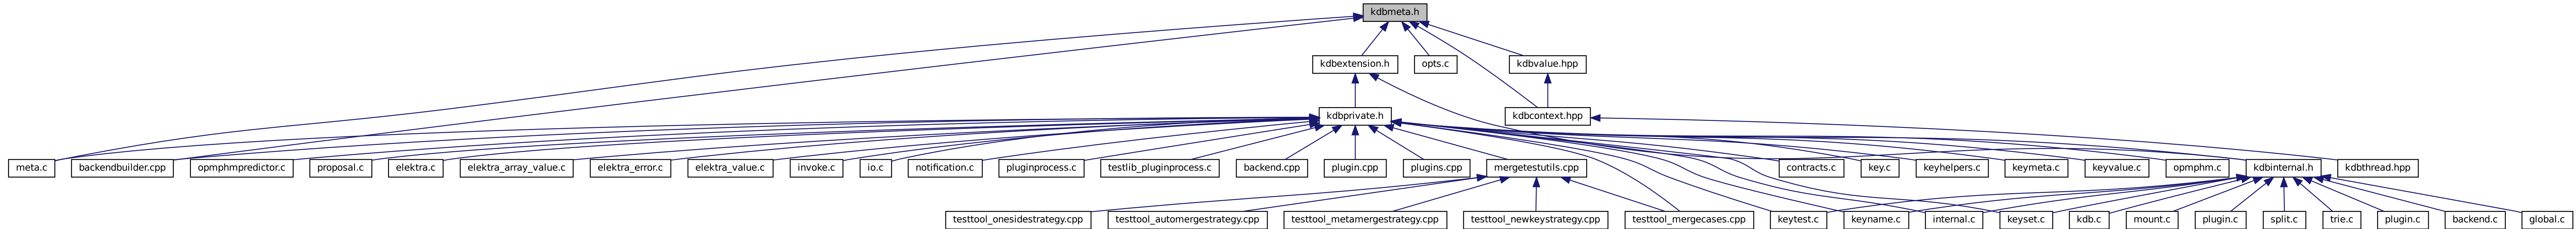 kdbmeta.h
kdbextension.h
opts.c
kdbvalue.hpp
kdbprivate.h
kdbcontext.hpp
meta.c
backendbuilder.cpp
opmphmpredictor.c
proposal.c
elektra.c
elektra_array_value.c
elektra_error.c
elektra_value.c
invoke.c
io.c
notification.c
pluginprocess.c
testlib_pluginprocess.c
backend.cpp
plugin.cpp
plugins.cpp
mergetestutils.cpp
contracts.c
key.c
keyhelpers.c
keymeta.c
keyvalue.c
opmphm.c
kdbinternal.h
kdbthread.hpp
testtool_onesidestrategy.cpp
testtool_automergestrategy.cpp
testtool_metamergestrategy.cpp
testtool_newkeystrategy.cpp
testtool_mergecases.cpp
keytest.c
keyname.c
internal.c
keyset.c
kdb.c
mount.c
plugin.c
split.c
trie.c
plugin.c
backend.c
global.c